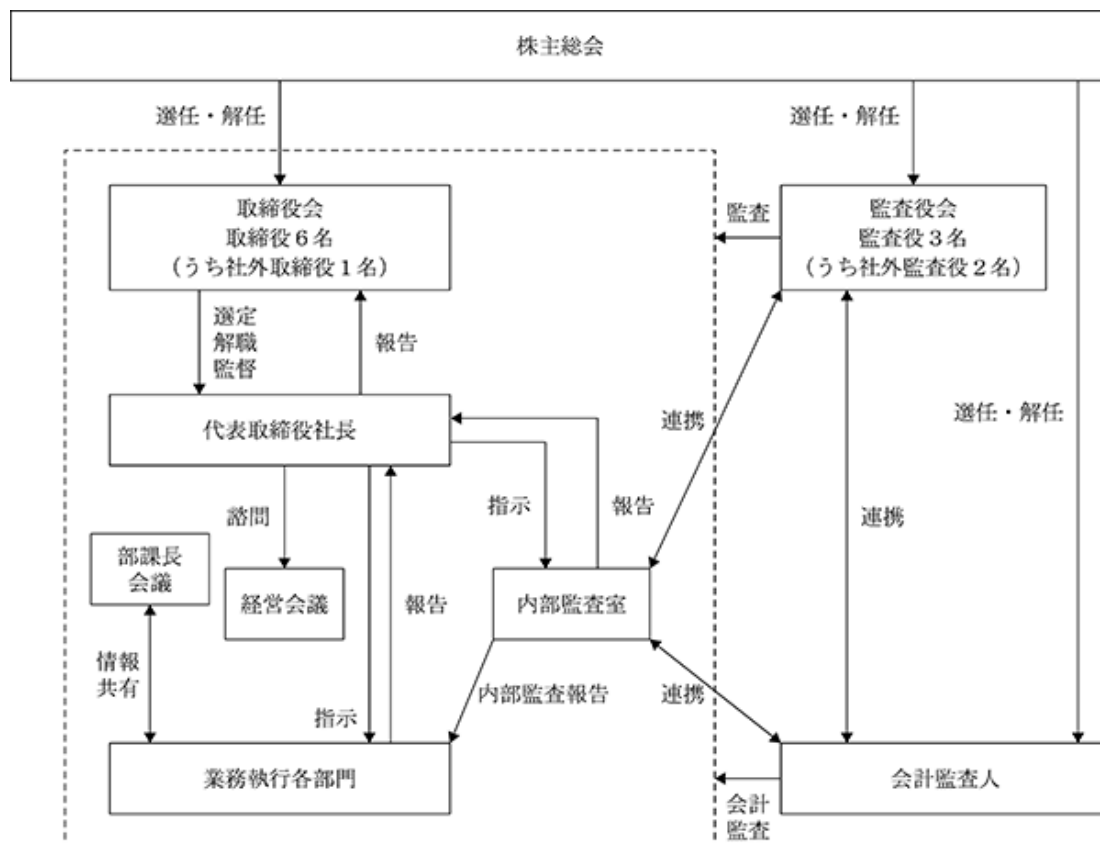 株主総会
選任・解任
選任・解任
取締役会
取締役６名
（うち社外取締役１名）
監査
監査役会
監査役３名
（うち社外監査役２名）
選定
解職
監督
報告
代表取締役社長
連携
選任・解任
諮問
指示
報告
連携
部課長
会議
経営会議
報告
内部監査室
情報
共有
指示
内部監査報告
連携
業務執行各部門
会計監査人
会計
監査